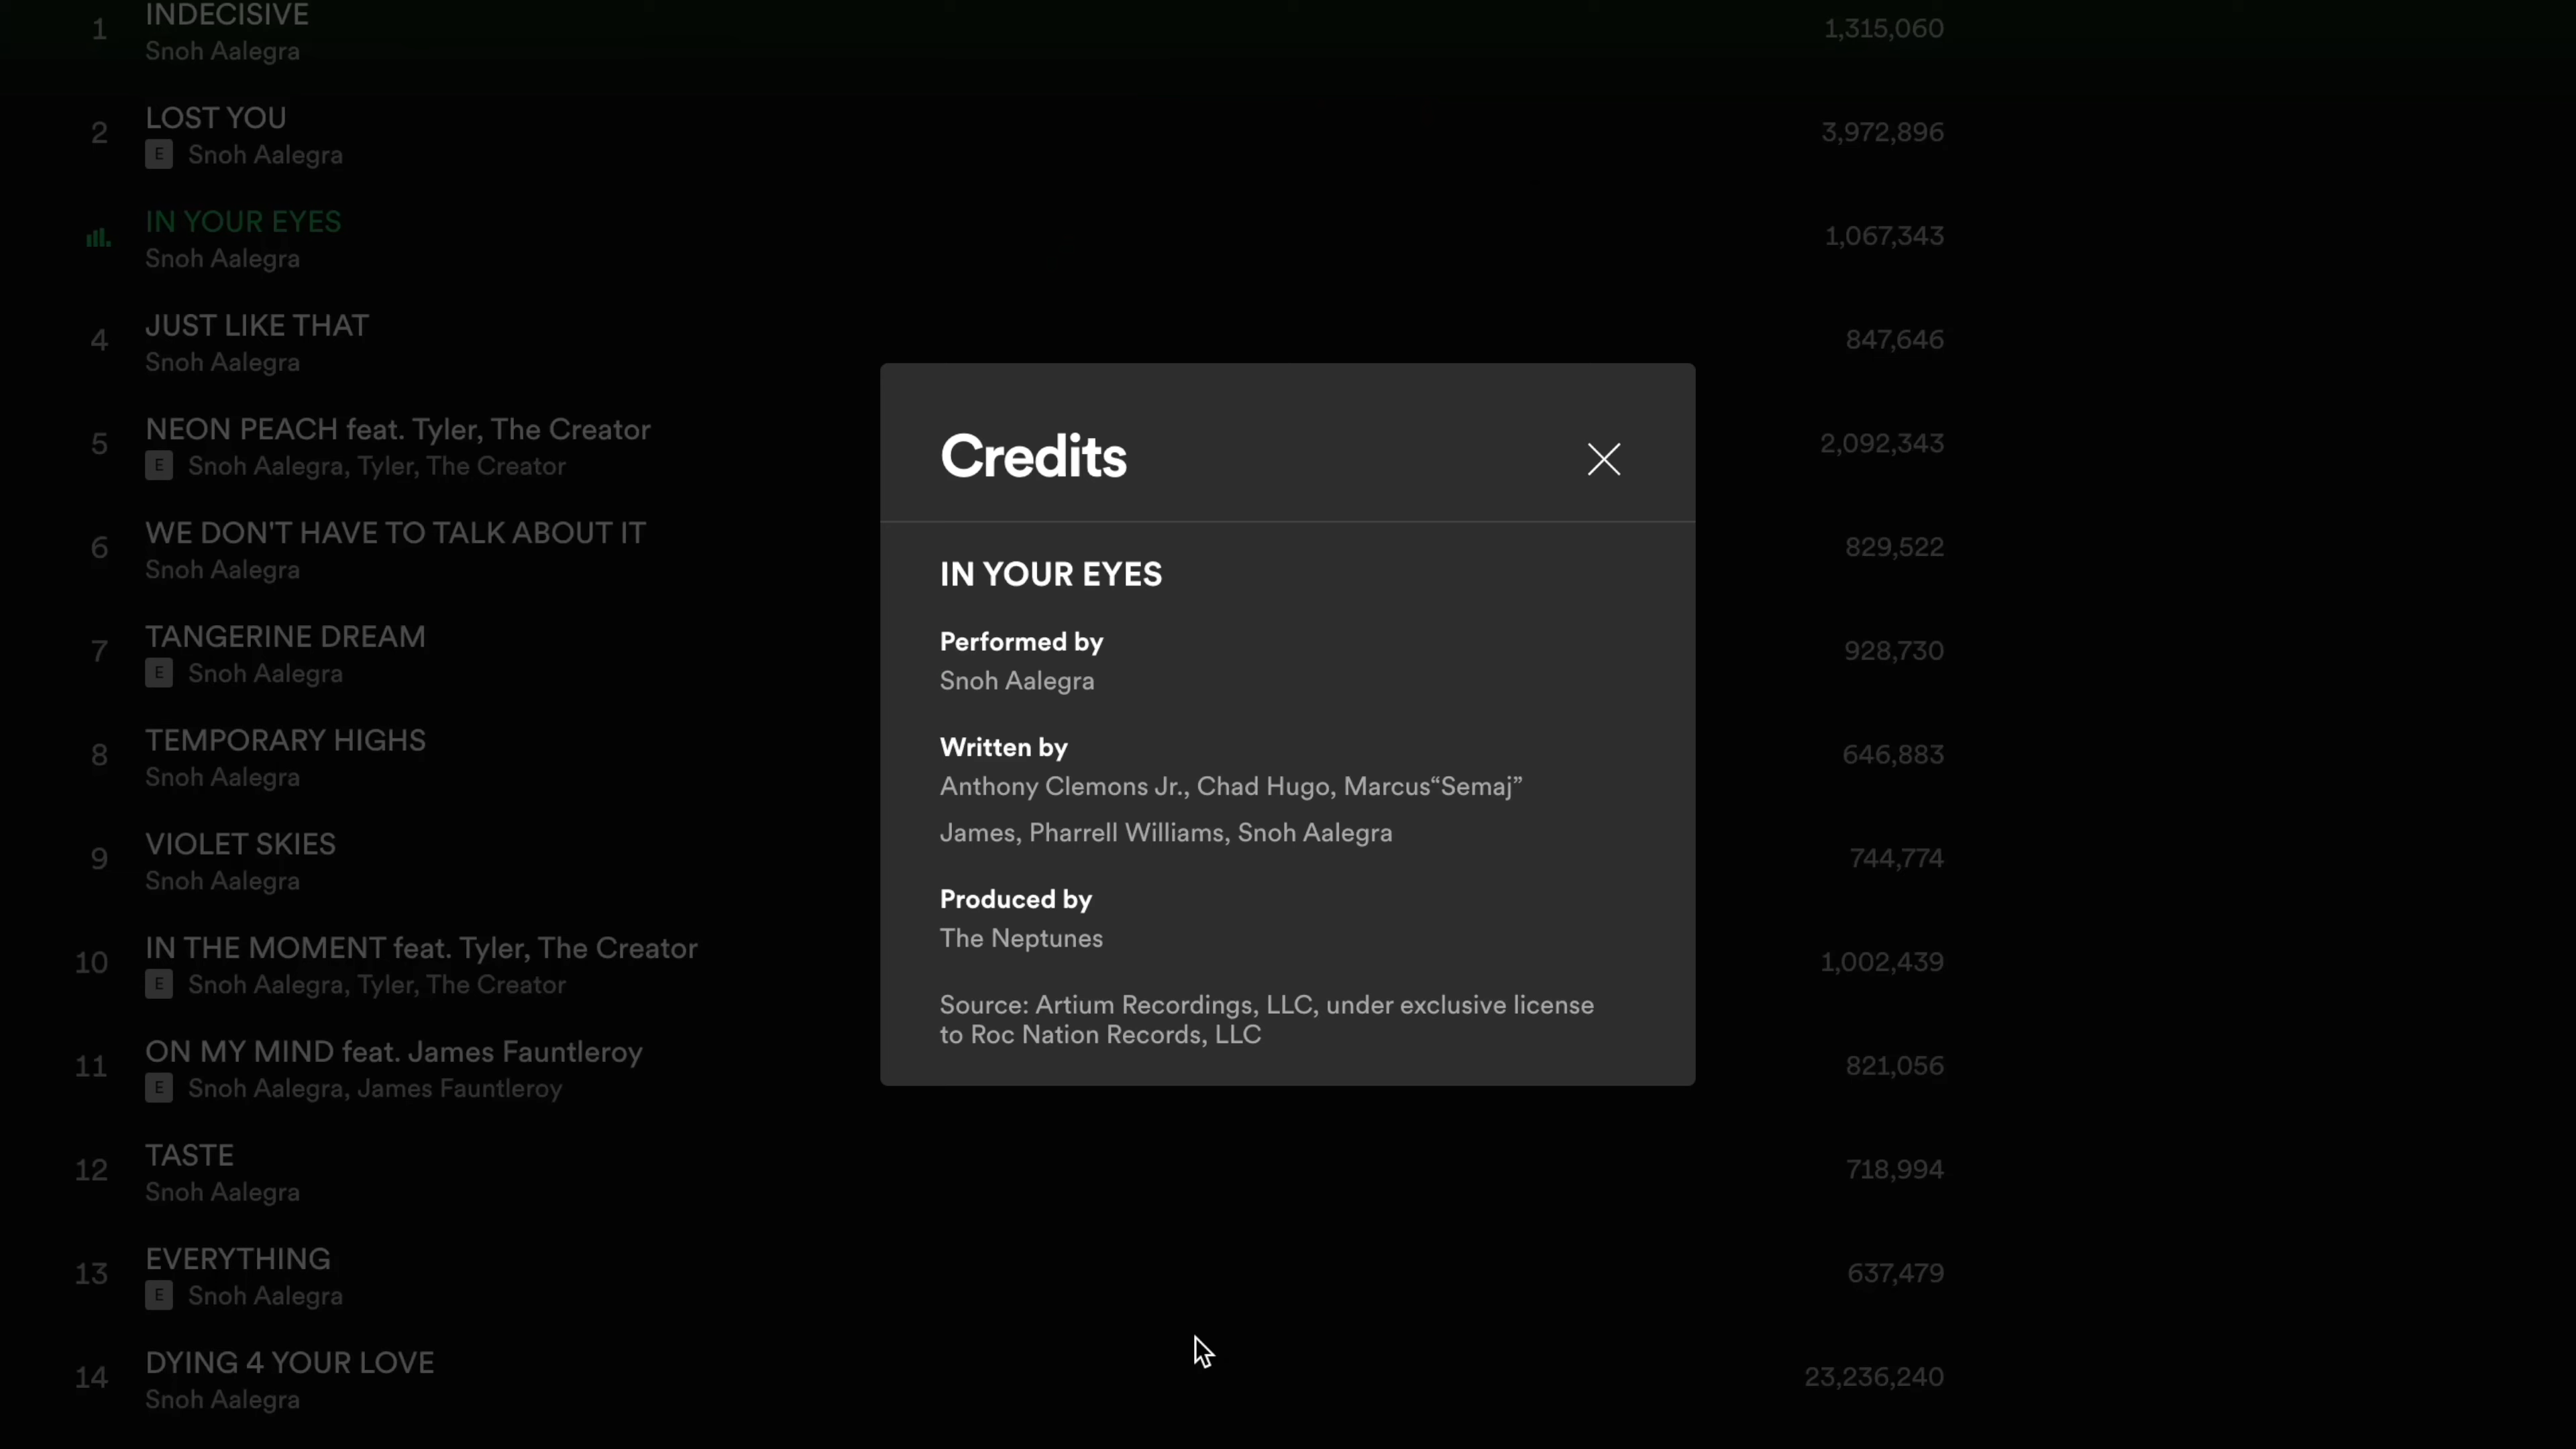 1 INDECISIVE 1,315,060
Snoh Aalegra
2 LOST YOU 3,972,896
E Snoh Aalegra
IN YOUR EYES 1,067,343
Snoh Aalegra
4 JUST LIKE THAT 847,646
Snoh Aalegra
5 NEON PEACH feat. Tyler, The Creator 2,092,343
E Snoh Aalegra, Tyler, The Creator
6 WE DON'T HAVE TO TALK ABOUT IT 829,522
Snoh Aalegra
7 TANGERINE DREAM 928,730
E Snoh Aalegra
8 TEMPORARY HIGHS 646,883
Snoh Aalegra
9 VIOLET SKIES 744,774
Snoh Aalegra
10 IN THE MOMENT feat. Tyler, The Creator 1,002,439
E Snoh Aalegra, Tyler, The Creator
11 ON MY MIND feat. James Fauntleroy 821,056
E Snoh Aalegra, James Fauntleroy
12 TASTE 718,994
Snoh Aalegra
13 EVERYTHING 637,479
E Snoh Aalegra
14 DYING 4 YOUR LOVE 23,236,240
Snoh Aalegra
Credits
IN YOUR EYES
Performed by
Snoh Aalegra
Written by
Anthony Clemons Jr., Chad Hugo, Marcus“Semaj”
James, Pharrell Williams, Snoh Aalegra
Produced by
The Neptunes
Source: Artium Recordings, LLC, under exclusive license
to Roc Nation Records, LLC